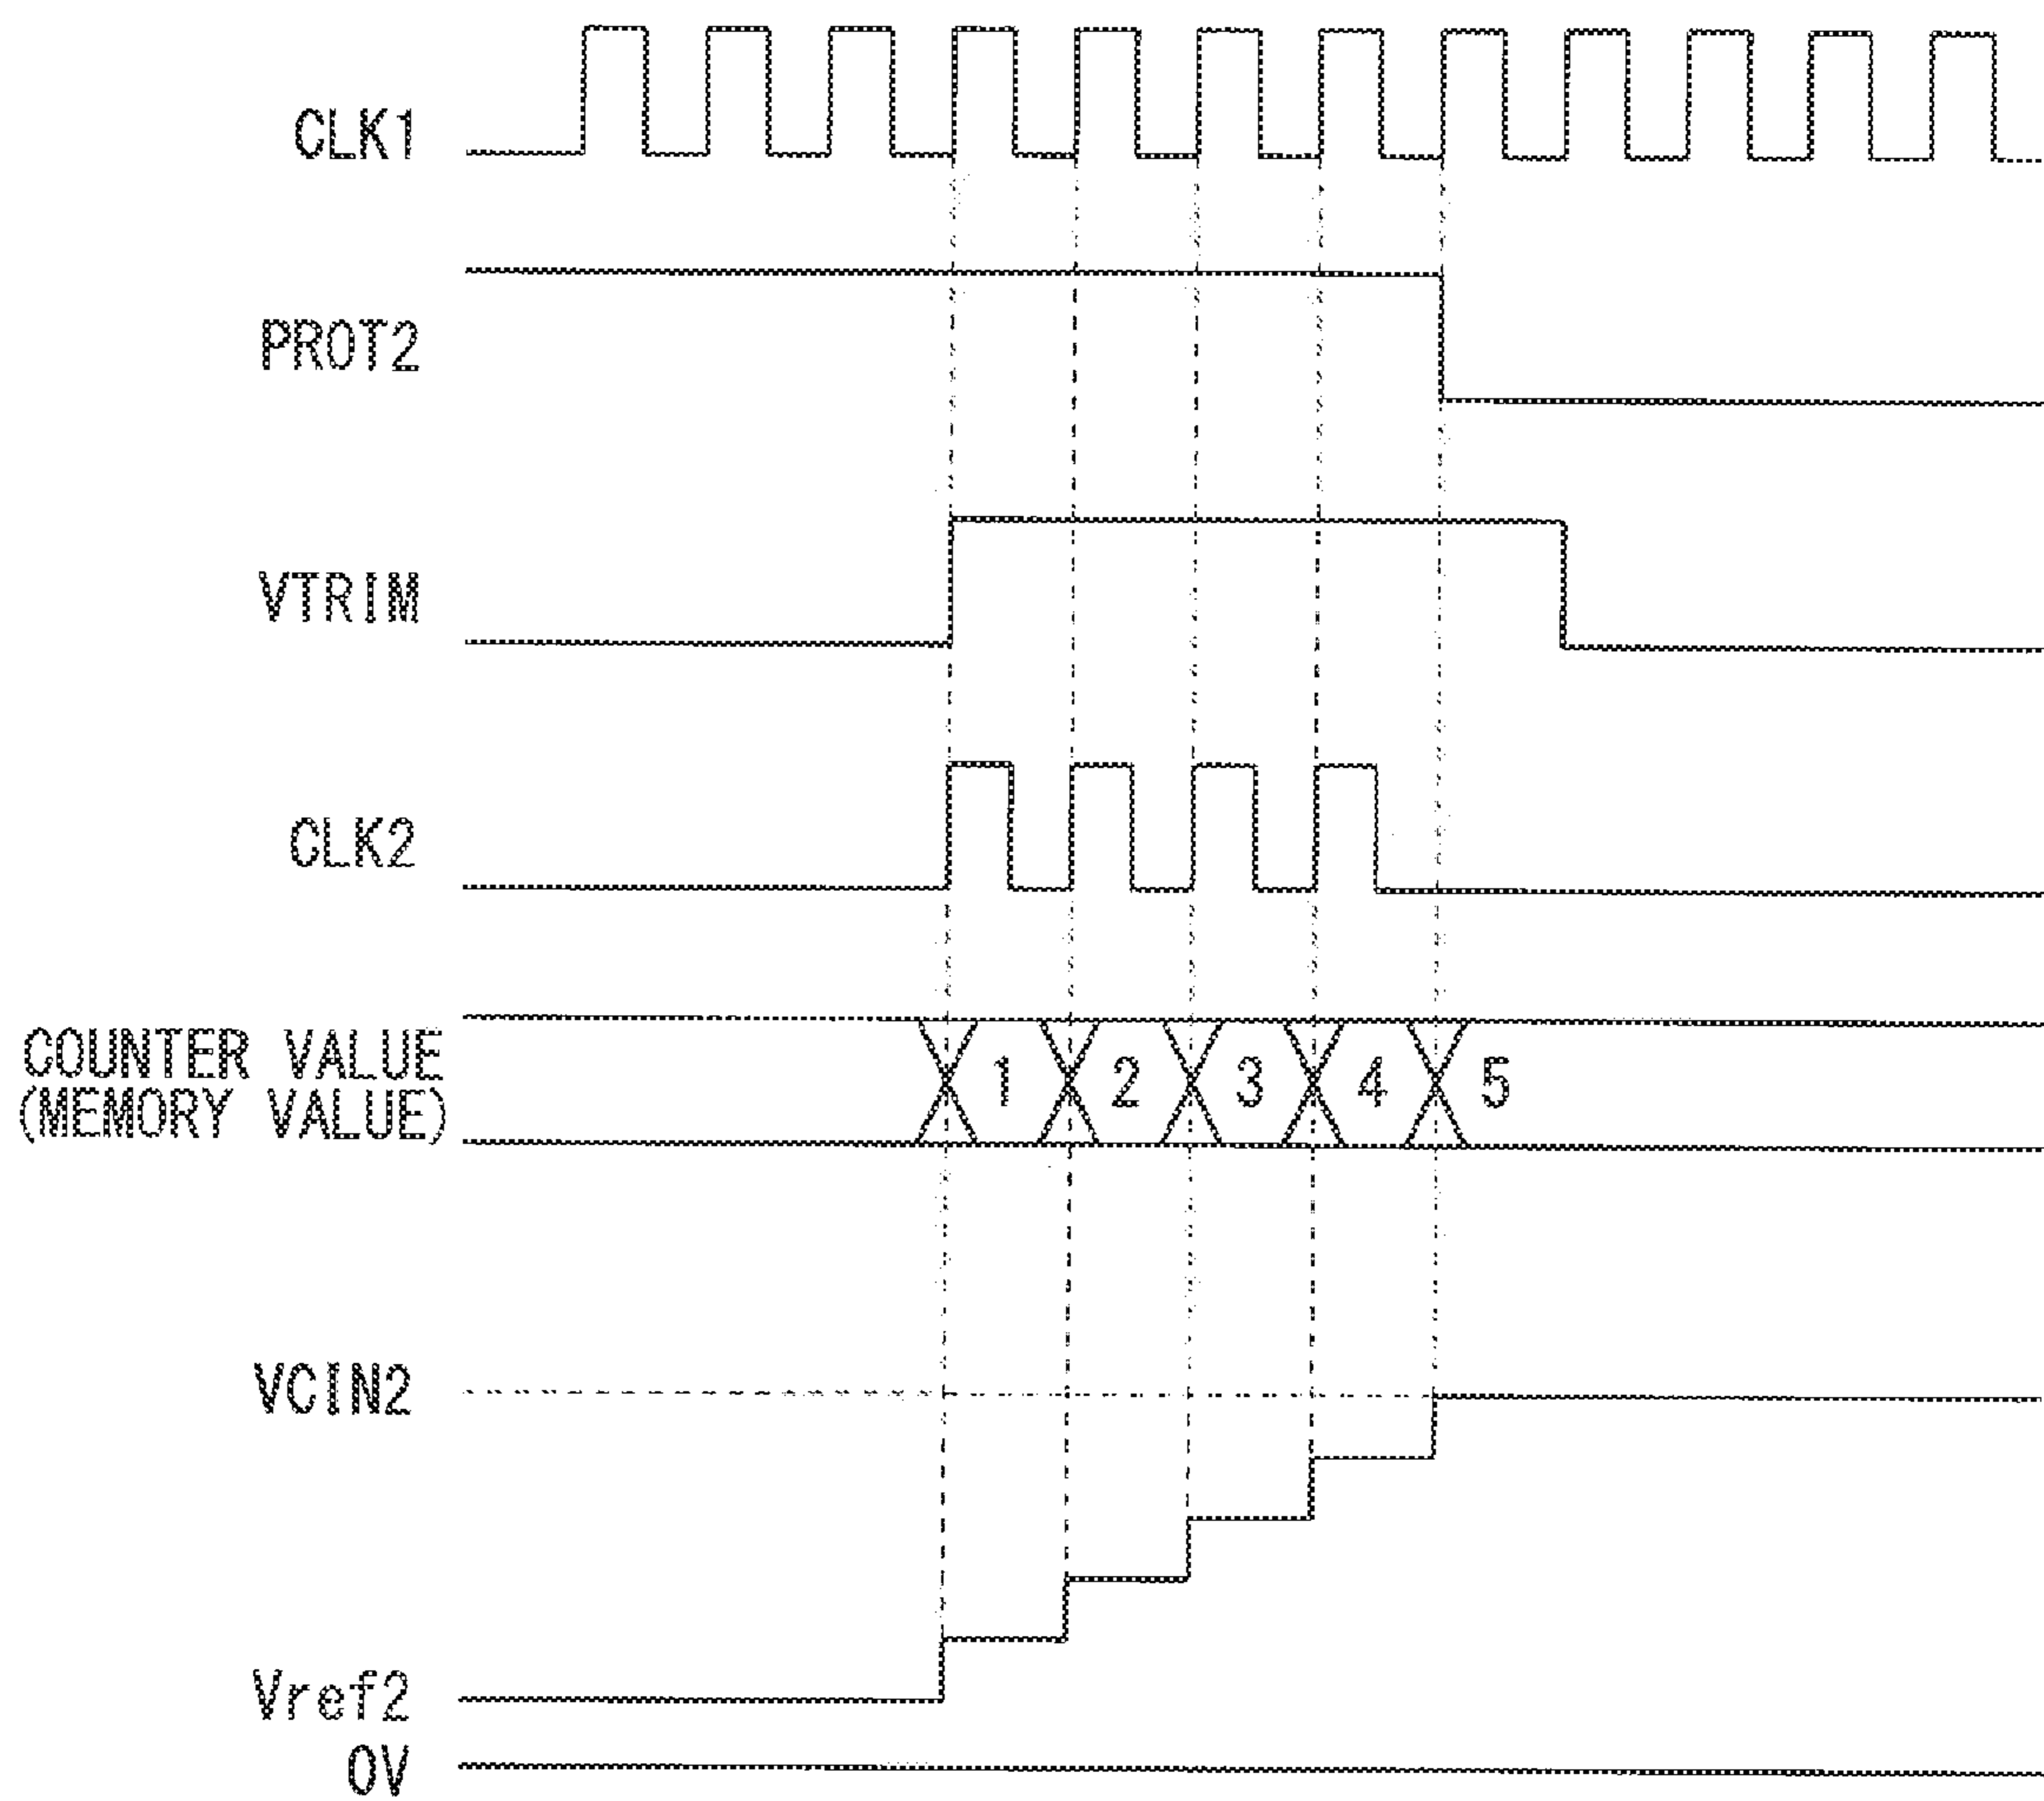 CLK1
PROT2
VTRIM
CLK2
COUNTER VALUE
(MEMORY VALUE)
1 2 3 4 5
VCIN2
Vref2
0V